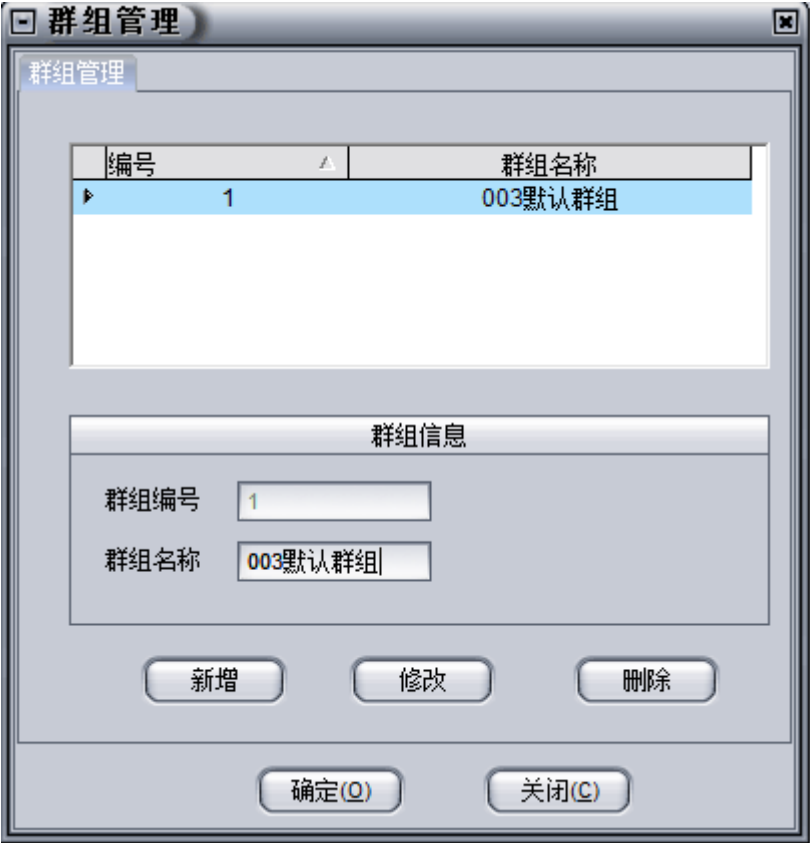 群组管理
群组管理
编号 群组名称
1 003默认群组
群组信息
群组编号 1
群组名称 003默认群组
新增 修改 删除
确定(O) 关闭(C)